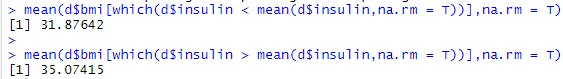 > mean(d$bmi[which(d$insulin < mean(d$insulin,na.rm = T))],na.rm = T)
[1] 31.87642
>
> mean(d$bmi[which(d$insulin > mean(d$insulin,na.rm = T))],na.rm = T)
[1] 35.07415